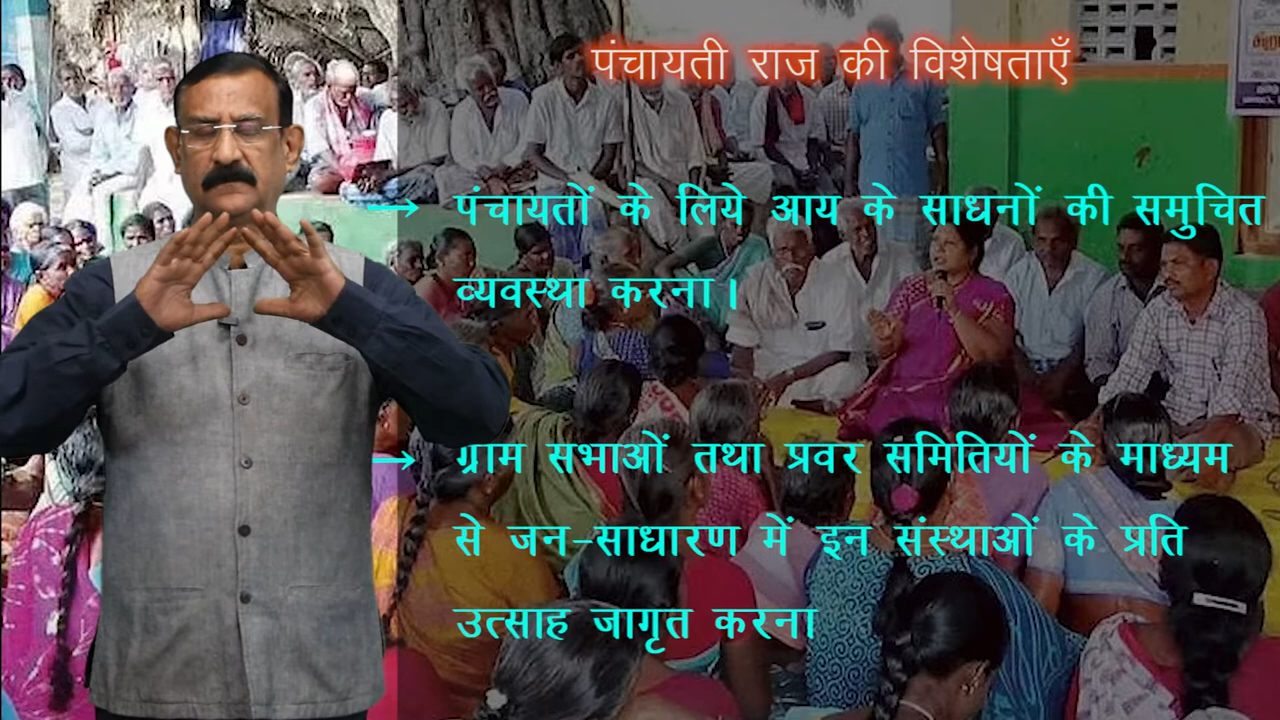 पंचायती राज की विशेषताएँ
→ पंचायतों के लिये आय के साधनों की समुचित
व्यवस्था करना।
→ ग्राम सभाओं तथा प्रवर समितियों के माध्यम
से जन-साधारण में इन संस्थाओं के प्रति
उत्साह जागृत करना